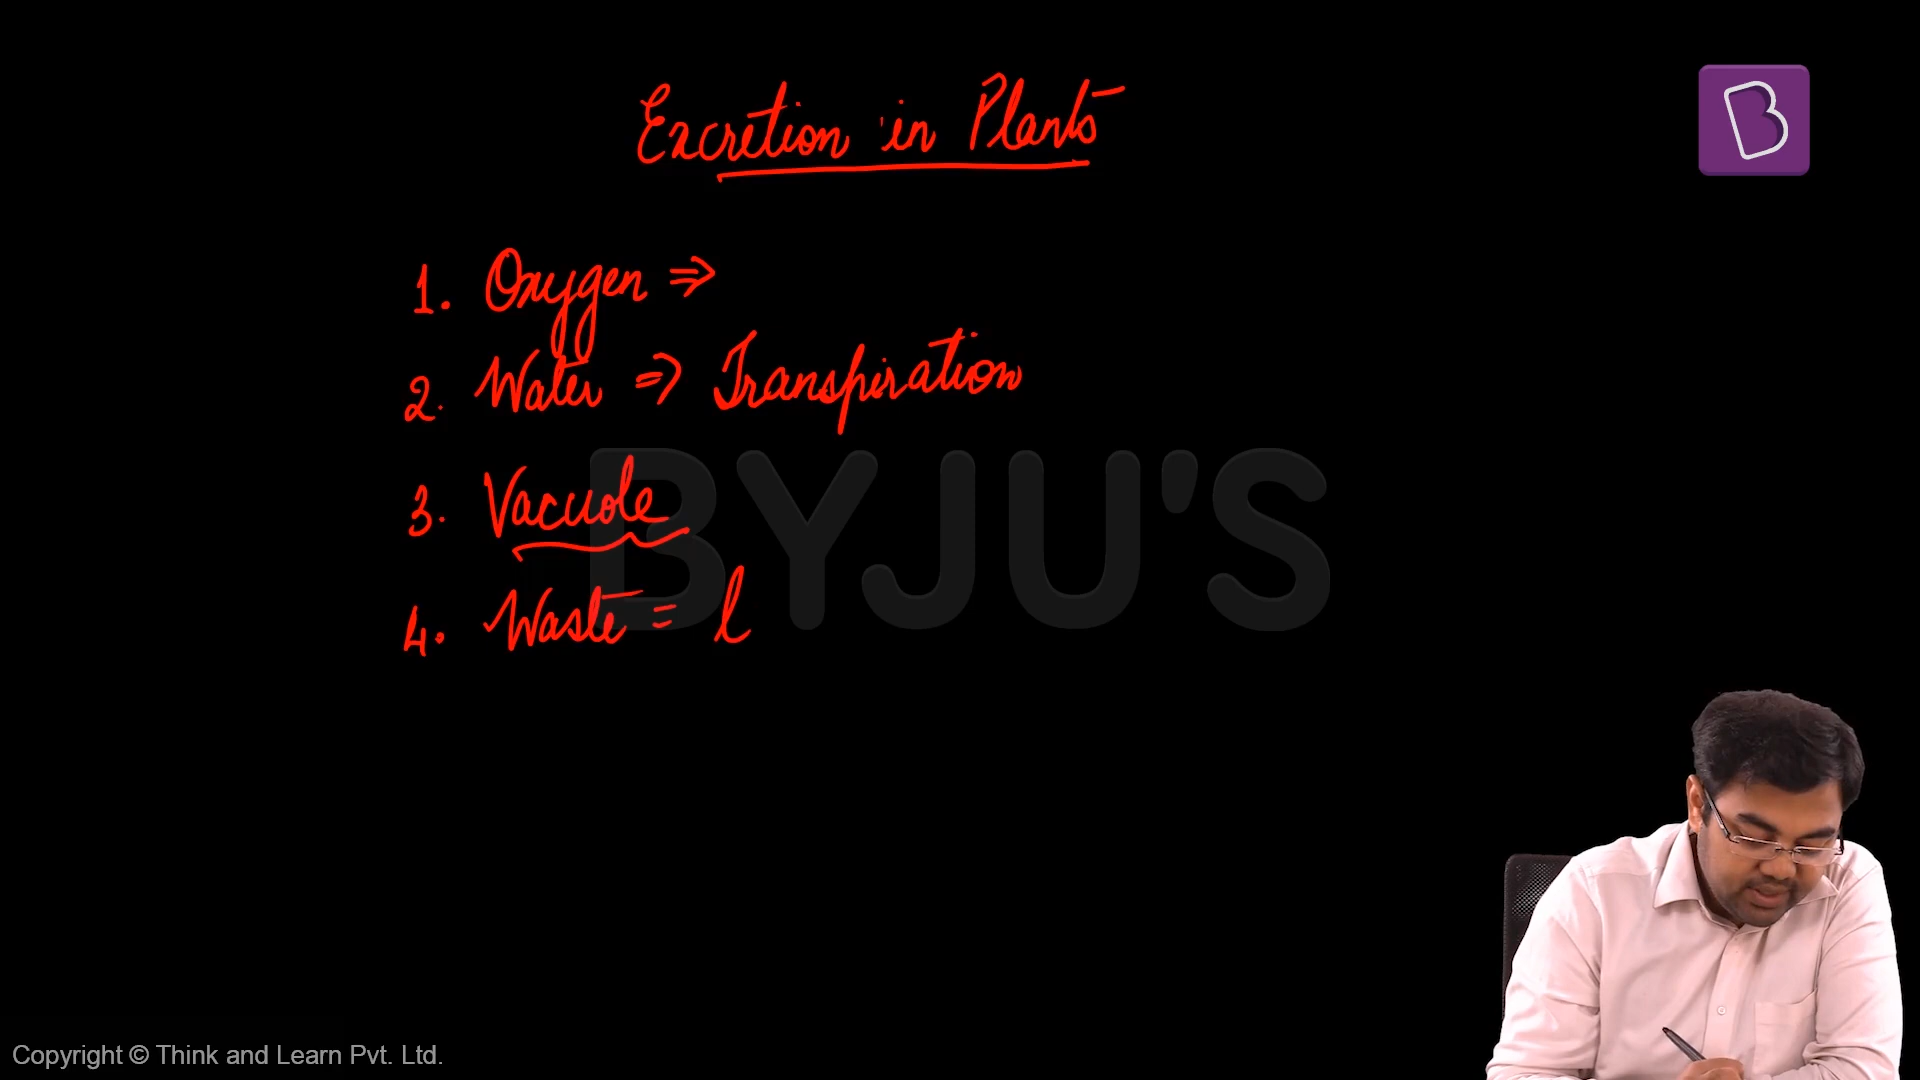 Excretion in Plants
B
1. Oxygen ⇒
2. Water ⇒ Transpiration
3. Vacuole
BYJU'S
4. Waste = l
Copyright © Think and Learn Pvt. Ltd.